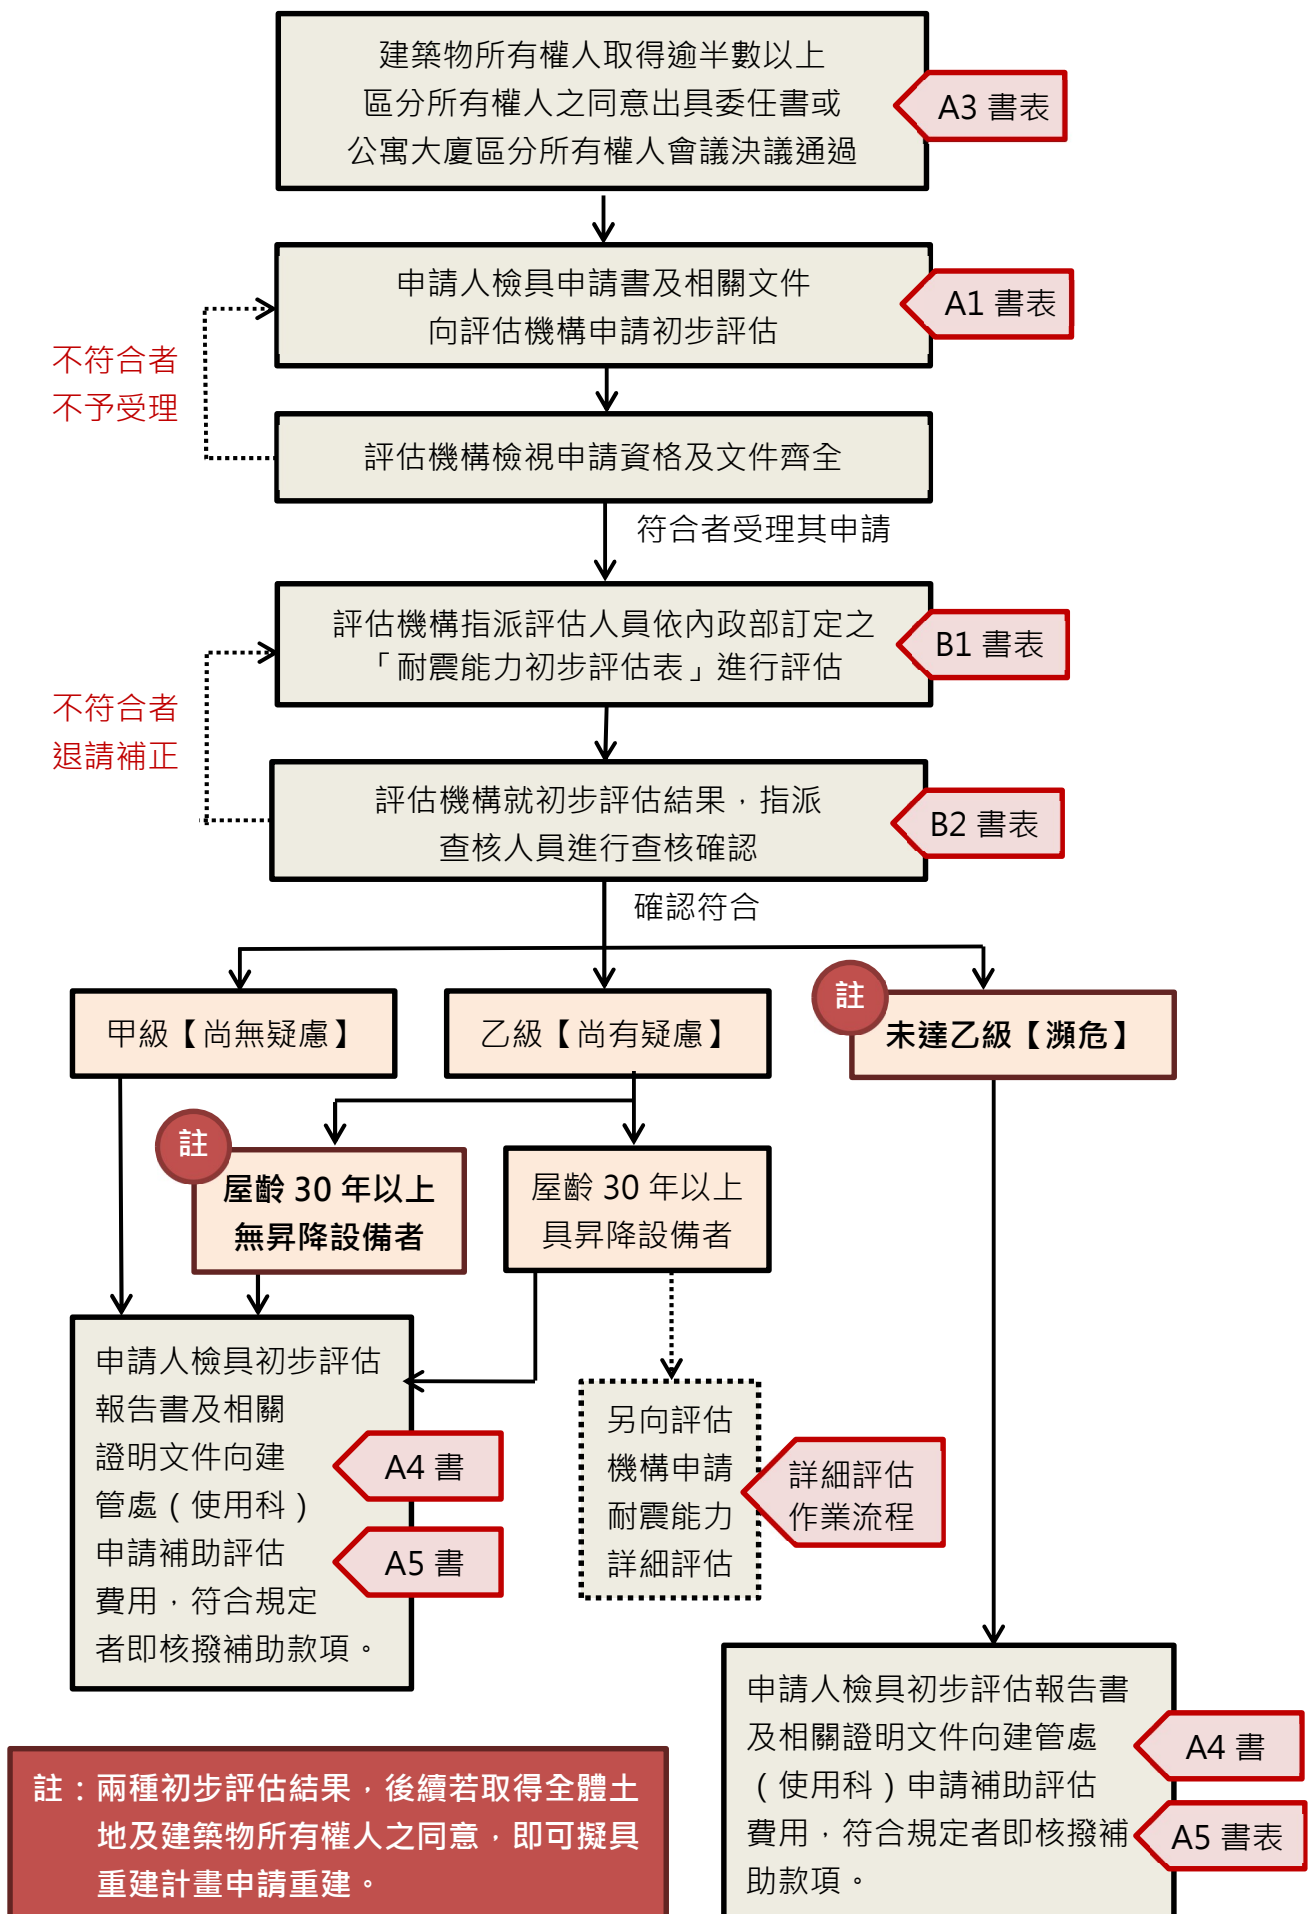 建築物所有權人取得逾半數以上
區分所有權人之同意出具委任書或
公寓大廈區分所有權人會議決議通過
A3 書表
申請人檢具申請書及相關文件
向評估機構申請初步評估
A1 書表
不符合者
不予受理
評估機構檢視申請資格及文件齊全
符合者受理其申請
評估機構指派評估人員依內政部訂定之
「耐震能力初步評估表」進行評估
B1 書表
不符合者
退請補正
評估機構就初步評估結果，指派
查核人員進行查核確認
B2 書表
確認符合
甲級【尚無疑慮】
乙級【尚有疑慮】
註
未達乙級【瀕危】
註
屋齡 30 年以上
無昇降設備者
屋齡 30 年以上
具昇降設備者
申請人檢具初步評估
報告書及相關
證明文件向建
管處（使用科）
申請補助評估
費用，符合規定
者即核撥補助款項。
A4 書
A5 書
另向評估
機構申請
耐震能力
詳細評估
詳細評估
作業流程
申請人檢具初步評估報告書
及相關證明文件向建管處
（使用科）申請補助評估
費用，符合規定者即核撥補
助款項。
A4 書
A5 書表
註：兩種初步評估結果，後續若取得全體土
地及建築物所有權人之同意，即可擬具
重建計畫申請重建。